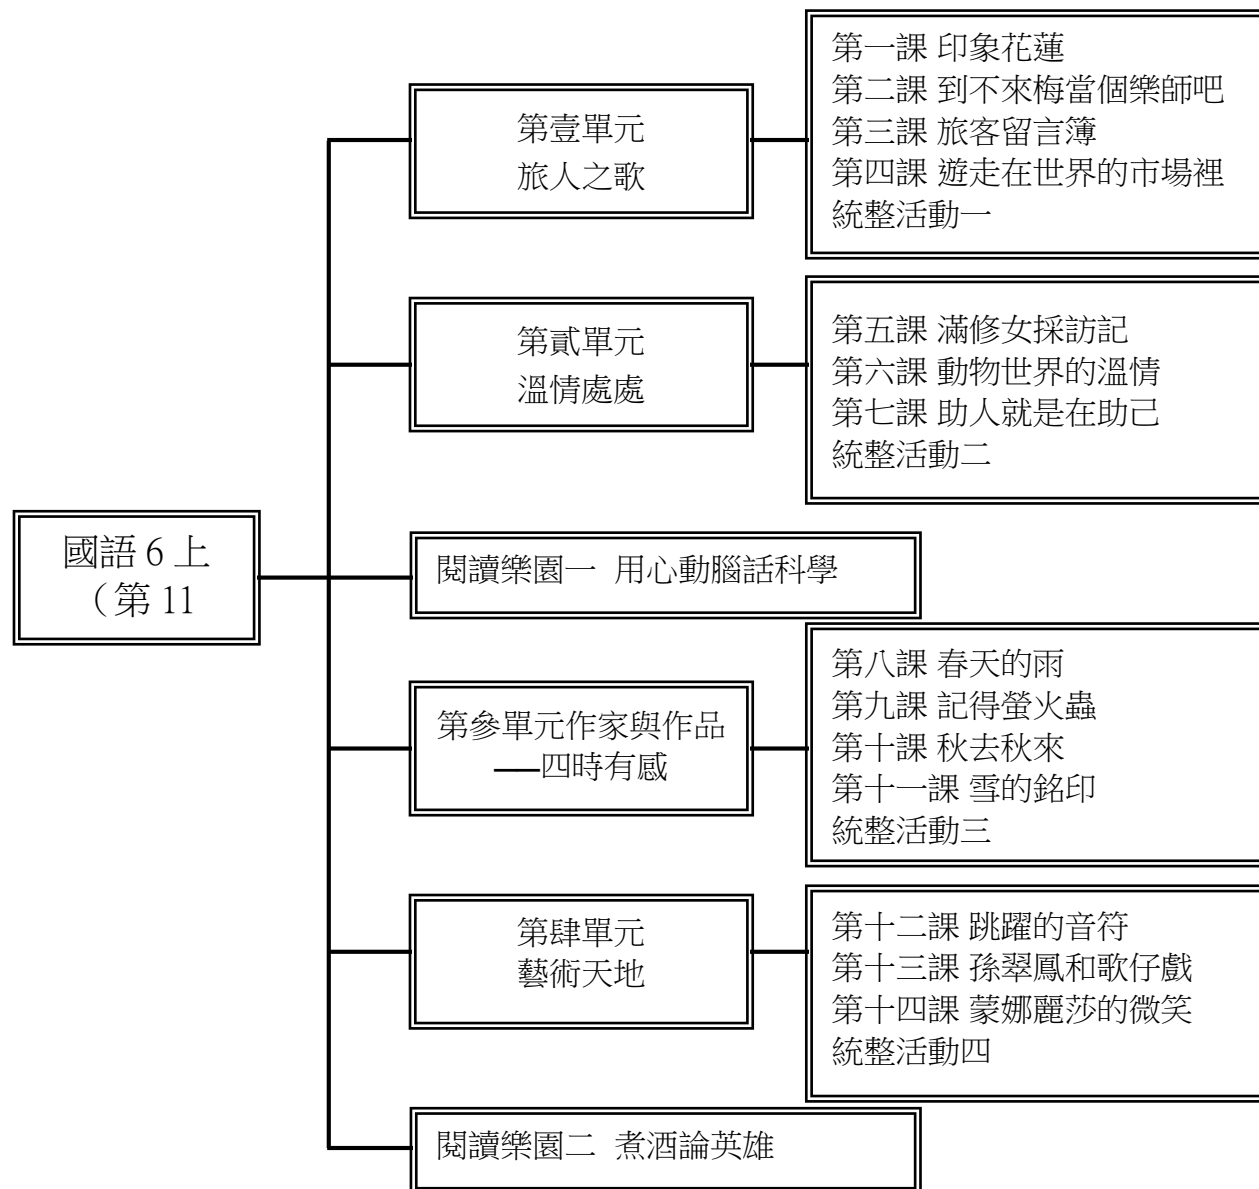 國語 6 上
（第 11
第壹單元
旅人之歌
第一課 印象花蓮
第二課 到不來梅當個樂師吧
第三課 旅客留言簿
第四課 遊走在世界的市場裡
統整活動一
第貳單元
溫情處處
第五課 滿修女採訪記
第六課 動物世界的溫情
第七課 助人就是在助己
統整活動二
閱讀樂園一 用心動腦話科學
第參單元作家與作品
──四時有感
第八課 春天的雨
第九課 記得螢火蟲
第十課 秋去秋來
第十一課 雪的銘印
統整活動三
第肆單元
藝術天地
第十二課 跳躍的音符
第十三課 孫翠鳳和歌仔戲
第十四課 蒙娜麗莎的微笑
統整活動四
閱讀樂園二 煮酒論英雄